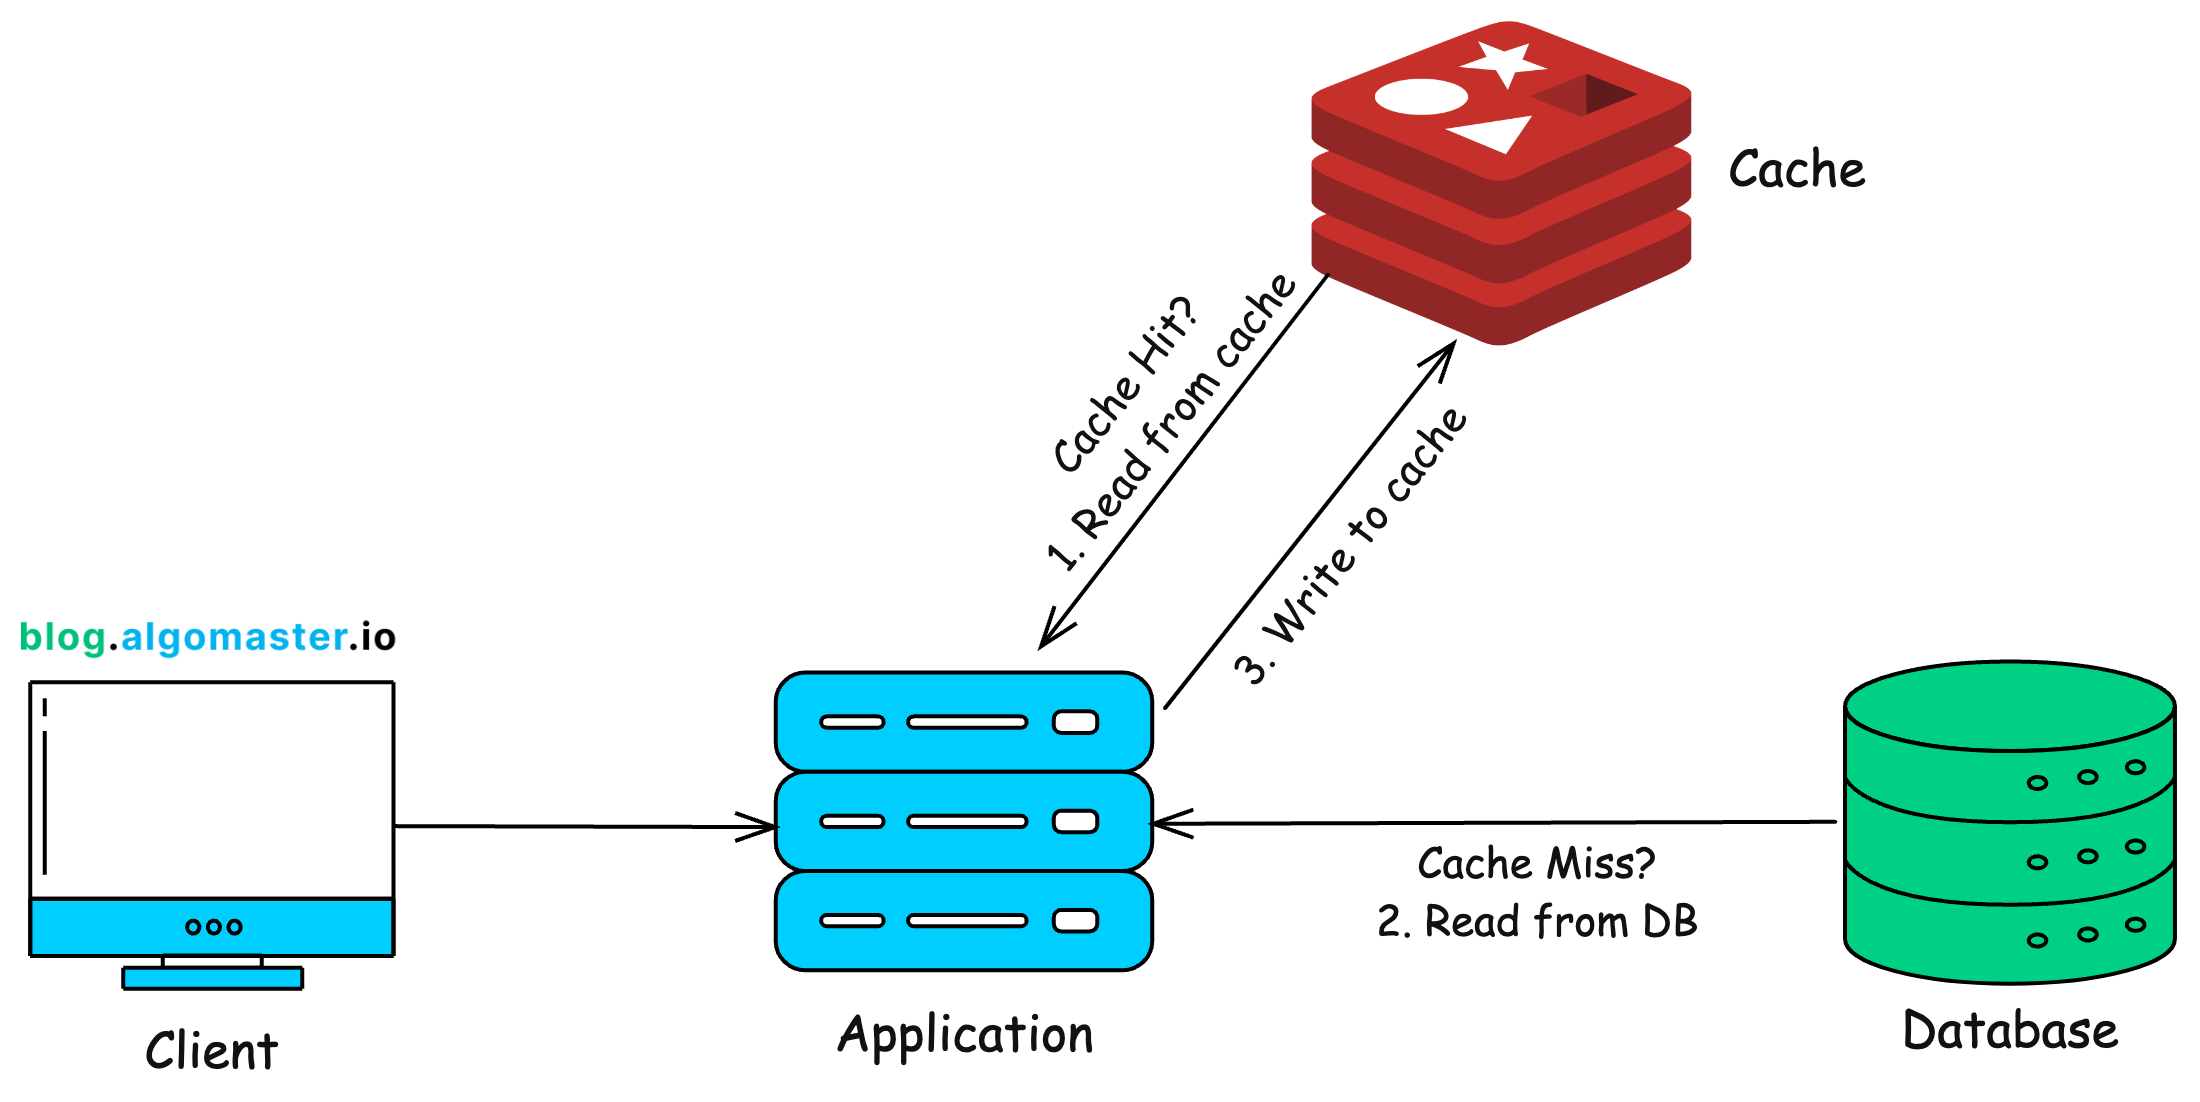 Cache
Cache Hit?
1. Read from cache
3. Write to cache
blog.algomaster.io
Cache Miss?
2. Read from DB
Client
Application
Database